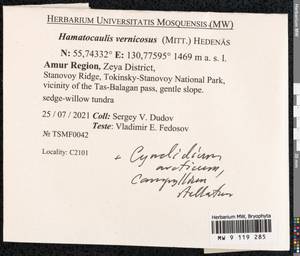 HERBARIUM UNIVERSITATIS MOSQUENSIS (MW)
Hamatocaulis vernicosus (MITT.) HEDENÄS
N: 55,74332° E: 130,77595° 1469 m a. s. l.
Amur Region, Zeya District,
Stanovoy Ridge, Tokinsky-Stanovoy National Park,
vicinity of the Tas-Balagan pass, gentle slope.
sedge-willow tundra
25 / 07 / 2021 Coll: Sergey V. Dudov
Teste: Vladimir E. Fedosov
№ TSMF0042
Locality: C2101
+ Cynclidium
arcticum,
Campylium
stellatum
Herbarium MW, Bryophyta
MW 9 119 285